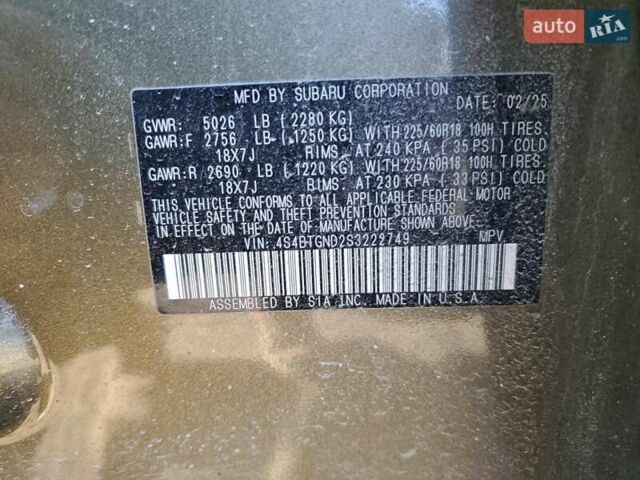 auto RIA.com
MFD BY SUBARU CORPORATION DATE: 02/25
GVWR: 5026 LB ( 2280 KG)
GAWR:F 2756 LB ( 1250 KG) WITH 225/60R18 100H TIRES.
18X7J RIMS. AT 240 KPA ( 35 PSI) COLD
GAWR:R 2690 LB ( 1220 KG) WITH 225/60R18 100H TIRES.
18X7J RIMS. AT 230 KPA ( 33 PSI) COLD
THIS VEHICLE CONFORMS TO ALL APPLICABLE FEDERAL MOTOR
VEHICLE SAFETY AND THEFT PREVENTION STANDARDS
IN EFFECT ON THE DATE OF MANUFACTURE SHOWN ABOVE.
VIN: 4S4BTGND2S3229749 MPV
ASSEMBLED BY SIA INC. MADE IN U.S.A.